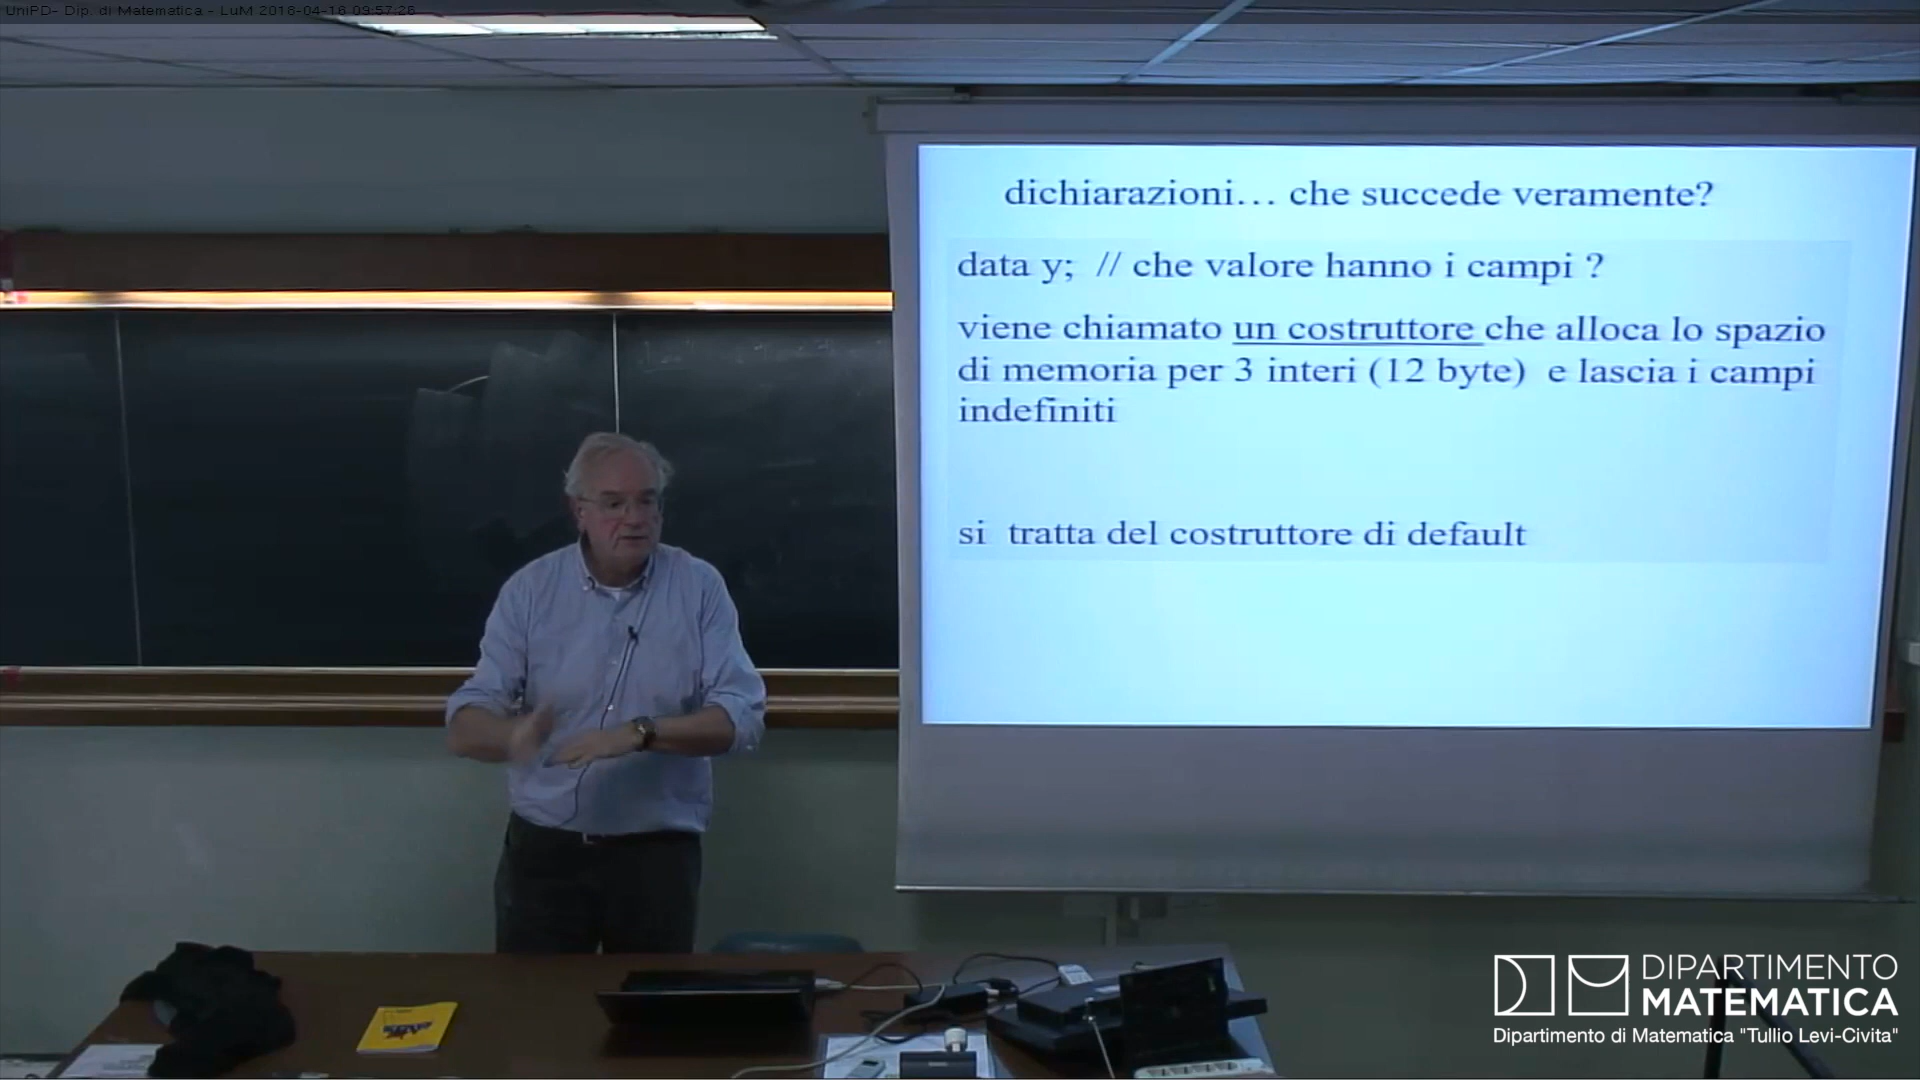 UniPD- Dip. di Matematica - LuM 2018-04-16 09:57:26
dichiarazioni... che succede veramente?
data y; // che valore hanno i campi ?
viene chiamato un costruttore che alloca lo spazio
di memoria per 3 interi (12 byte) e lascia i campi
indefiniti
si tratta del costruttore di default
DIPARTIMENTO
MATEMATICA
Dipartimento di Matematica "Tullio Levi-Civita"